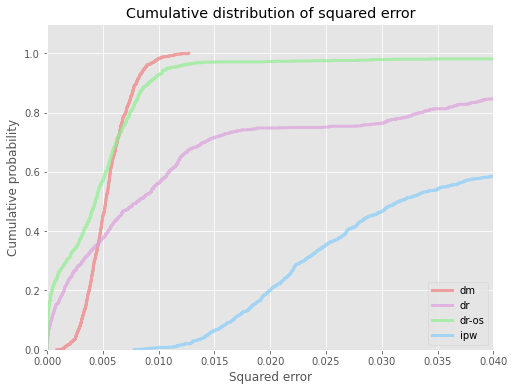 Cumulative distribution of squared error
Cumulative probability
1.0
0.8
0.6
0.4
0.2
0.0
0.000 0.005 0.010 0.015 0.020 0.025 0.030 0.035 0.040
Squared error
dm
dr
dr-os
ipw